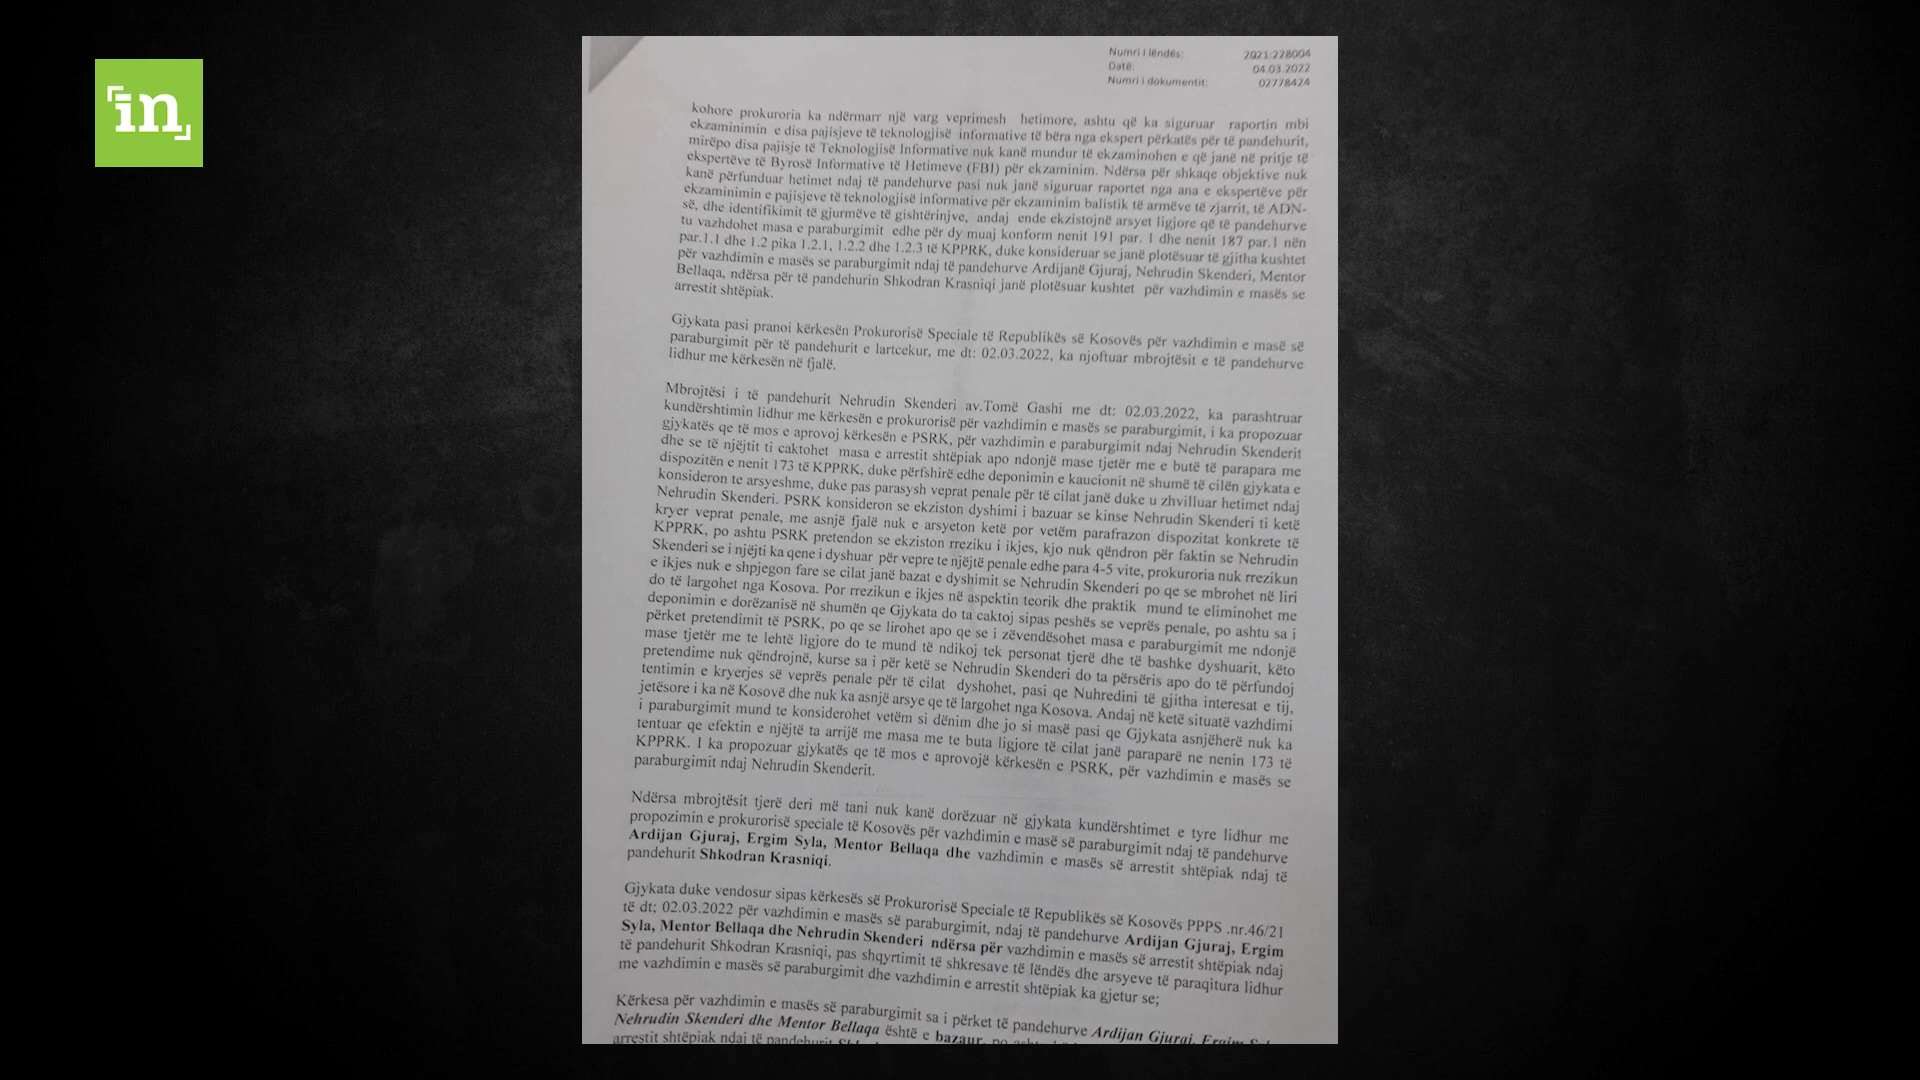 in
Numri i lëndës: 2021:228004
Datë: 04.03.2022
Numri i dokumentit: 02778424
kohore prokuroria ka ndërmarr një varg veprimesh hetimore, ashtu që ka siguruar raportin mbi
ekzaminimin e disa pajisjeve të teknologjisë informative të bëra nga ekspert përkatës për të pandehurit,
mirëpo disa pajisje të Teknologjisë Informative nuk kanë mundur të ekzaminohen e që janë në pritje të
ekspertëve të Byrosë Informative të Hetimeve (FBI) për ekzaminim. Ndërsa për shkaqe objektive nuk
kanë përfunduar hetimet ndaj të pandehurve pasi nuk janë siguruar raportet nga ana e ekspertëve për
ekzaminimin e pajisjeve të teknologjisë informative për ekzaminim balistik të armëve të zjarrit, të ADN-
së, dhe identifikimit të gjurmëve të gishtërinjve, andaj ende ekzistojnë arsyet ligjore që të pandehurve
tu vazhdohet masa e paraburgimit edhe për dy muaj konform nenit 191 par. 1 dhe nenit 187 par.1 nën
par.1.1 dhe 1.2 pika 1.2.1, 1.2.2 dhe 1.2.3 të KPPRK, duke konsideruar se janë plotësuar të gjitha kushtet
për vazhdimin e masës se paraburgimit ndaj të pandehurve Ardijanë Gjuraj, Nehrudin Skenderi, Mentor
Bellaqa, ndërsa për të pandehurin Shkodran Krasniqi janë plotësuar kushtet për vazhdimin e masës se
arrestit shtëpiak.
Gjykata pasi pranoi kërkesën Prokurorisë Speciale të Republikës së Kosovës për vazhdimin e masë së
paraburgimit për të pandehurit e lartcekur, me dt: 02.03.2022, ka njoftuar mbrojtësit e të pandehurve
lidhur me kërkesën në fjalë.
Mbrojtësi i të pandehurit Nehrudin Skenderi av.Tomë Gashi me dt: 02.03.2022, ka parashtruar
kundërshtimin lidhur me kërkesën e prokurorisë për vazhdimin e masës se paraburgimit, i ka propozuar
gjykatës qe të mos e aprovoj kërkesën e PSRK, për vazhdimin e paraburgimit ndaj Nehrudin Skenderit
dhe se të njëjtit ti caktohet masa e arrestit shtëpiak apo ndonjë mase tjetër me e butë të parapara me
dispozitën e nenit 173 të KPPRK, duke përfshirë edhe deponimin e kaucionit në shumë të cilën gjykata e
konsideron te arsyeshme, duke pas parasysh veprat penale për të cilat janë duke u zhvilluar hetimet ndaj
Nehrudin Skenderi. PSRK konsideron se ekziston dyshimi i bazuar se kinse Nehrudin Skenderi ti ketë
kryer veprat penale, me asnjë fjalë nuk e arsyeton ketë por vetëm parafrazon dispozitat konkrete të
KPPRK, po ashtu PSRK pretendon se ekziston rreziku i ikjes, kjo nuk qëndron për faktin se Nehrudin
Skenderi se i njëjti ka qene i dyshuar për vepre te njëjtë penale edhe para 4-5 vite, prokuroria nuk rrezikun
e ikjes nuk e shpjegon fare se cilat janë bazat e dyshimit se Nehrudin Skenderi po qe se mbrohet në liri
do të largohet nga Kosova. Por rrezikun e ikjes në aspektin teorik dhe praktik mund te eliminohet me
deponimin e dorëzanisë në shumën qe Gjykata do ta caktoj sipas peshës se veprës penale, po ashtu sa i
përket pretendimit të PSRK, po qe se lirohet apo qe se i zëvendësohet masa e paraburgimit me ndonjë
mase tjetër me te lehtë ligjore do te mund të ndikoj tek personat tjerë dhe të bashke dyshuarit, këto
pretendime nuk qëndrojnë, kurse sa i për ketë se Nehrudin Skenderi do ta përsëris apo do të përfundoj
tentimin e kryerjes së veprës penale për të cilat dyshohet, pasi qe Nuhredini të gjitha interesat e tij,
jetësore i ka në Kosovë dhe nuk ka asnjë arsye qe të largohet nga Kosova. Andaj në ketë situatë vazhdimi
i paraburgimit mund te konsiderohet vetëm si dënim dhe jo si masë pasi qe Gjykata asnjëherë nuk ka
tentuar qe efektin e njëjtë ta arrijë me masa me te buta ligjore të cilat janë paraparë ne nenin 173 të
KPPRK. I ka propozuar gjykatës qe të mos e aprovojë kërkesën e PSRK, për vazhdimin e masës se
paraburgimit ndaj Nehrudin Skenderit.
Ndërsa mbrojtësit tjerë deri më tani nuk kanë dorëzuar në gjykata kundërshtimet e tyre lidhur me
propozimin e prokurorisë speciale të Kosovës për vazhdimin e masë së paraburgimit ndaj të pandehurve
Ardijan Gjuraj, Ergim Syla, Mentor Bellaqa dhe vazhdimin e masës së arrestit shtëpiak ndaj të
pandehurit Shkodran Krasniqi.
Gjykata duke vendosur sipas kërkesës së Prokurorisë Speciale të Republikës së Kosovës PPPS .nr.46/21
të dt; 02.03.2022 për vazhdimin e masës së paraburgimit, ndaj të pandehurve Ardijan Gjuraj, Ergim
Syla, Mentor Bellaqa dhe Nehrudin Skenderi ndërsa për vazhdimin e masës së arrestit shtëpiak ndaj
të pandehurit Shkodran Krasniqi, pas shqyrtimit të shkresave të lëndës dhe arsyeve të paraqitura lidhur
me vazhdimin e masës së paraburgimit dhe vazhdimin e arrestit shtëpiak ka gjetur se;
Kërkesa për vazhdimin e masës së paraburgimit sa i përket të pandehurve Ardijan Gjuraj, Ergim
Nehrudin Skenderi dhe Mentor Bellaqa është e bazaur, po
arrestit shtëpiak ndaj të pandehurit